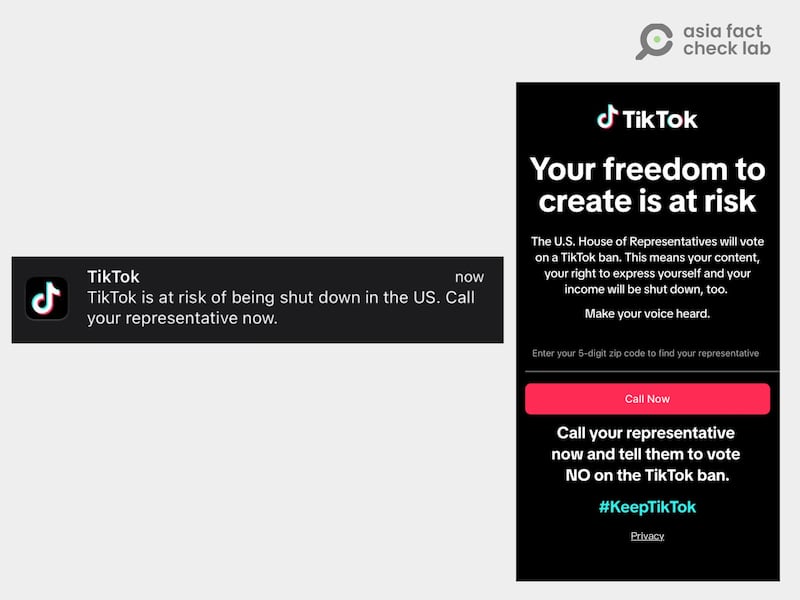 asia fact
check lab
TikTok
now
TikTok is at risk of being shut down in the US. Call
your representative now.
TikTok
Your freedom to
create is at risk
The U.S. House of Representatives will vote
on a TikTok ban. This means your content,
your right to express yourself and your
income will be shut down, too.
Make your voice heard.
Enter your 5-digit zip code to find your representative
Call Now
Call your representative
now and tell them to vote
NO on the TikTok ban.
#KeepTikTok
Privacy